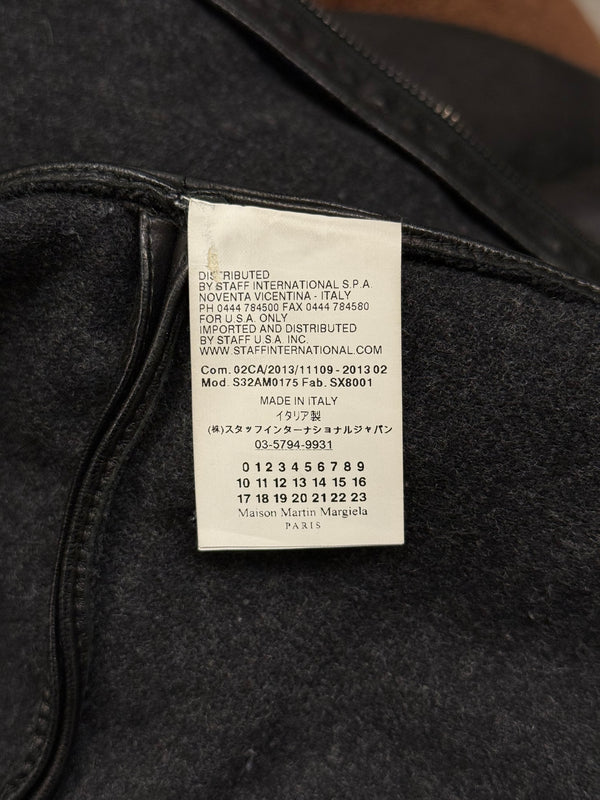 DISTRIBUTED
BY STAFF INTERNATIONAL S.P.A.
NOVENTA VICENTINA - ITALY
PH 0444 784500 FAX 0444 784580
FOR U.S.A. ONLY
IMPORTED AND DISTRIBUTED
BY STAFF U.S.A. INC.
WWW.STAFFINTERNATIONAL.COM
Com. 02CA/2013/11109 - 2013 02
Mod. S32AM0175 Fab. SX8001
MADE IN ITALY
イタリア製
(株)スタッフインターナショナルジャパン
03-5794-9931
0 1 2 3 4 5 6 7 8 9
10 11 12 13 14 15 16
17 18 19 20 21 22 23
Maison Martin Margiela
PARIS